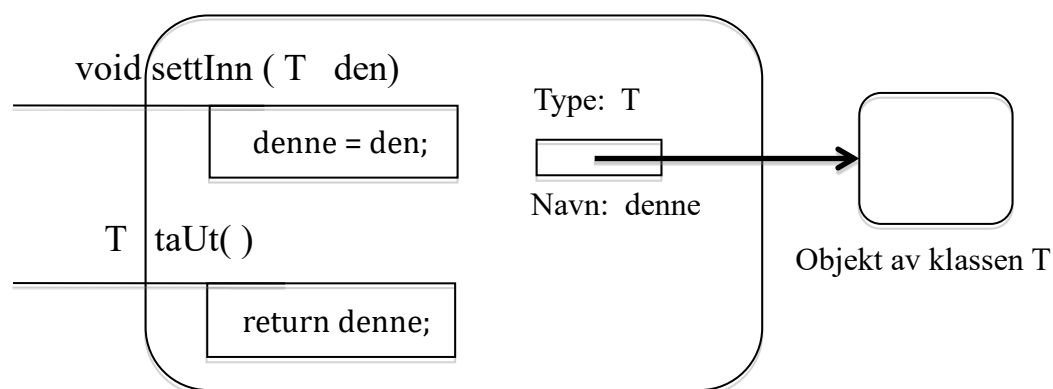 void settInn ( T den)
denne = den;
Type: T
Navn: denne
T taUt( )
return denne;
Objekt av klassen T